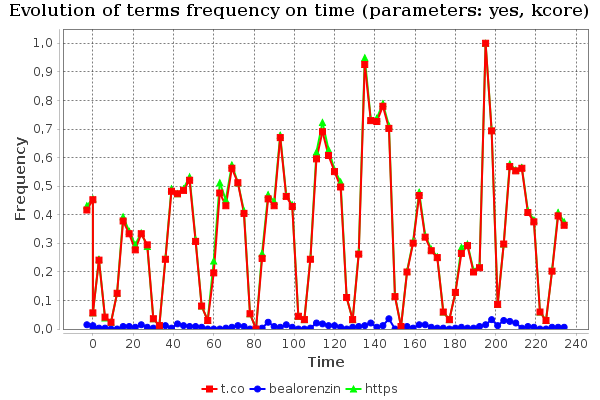 Evolution of terms frequency on time (parameters: yes, kcore)
Frequency
1,0
0,9
0,8
0,7
0,6
0,5
0,4
0,3
0,2
0,1
0,0
0 20 40 60 80 100 120 140 160 180 200 220 240
Time
t.co bealorenzin https